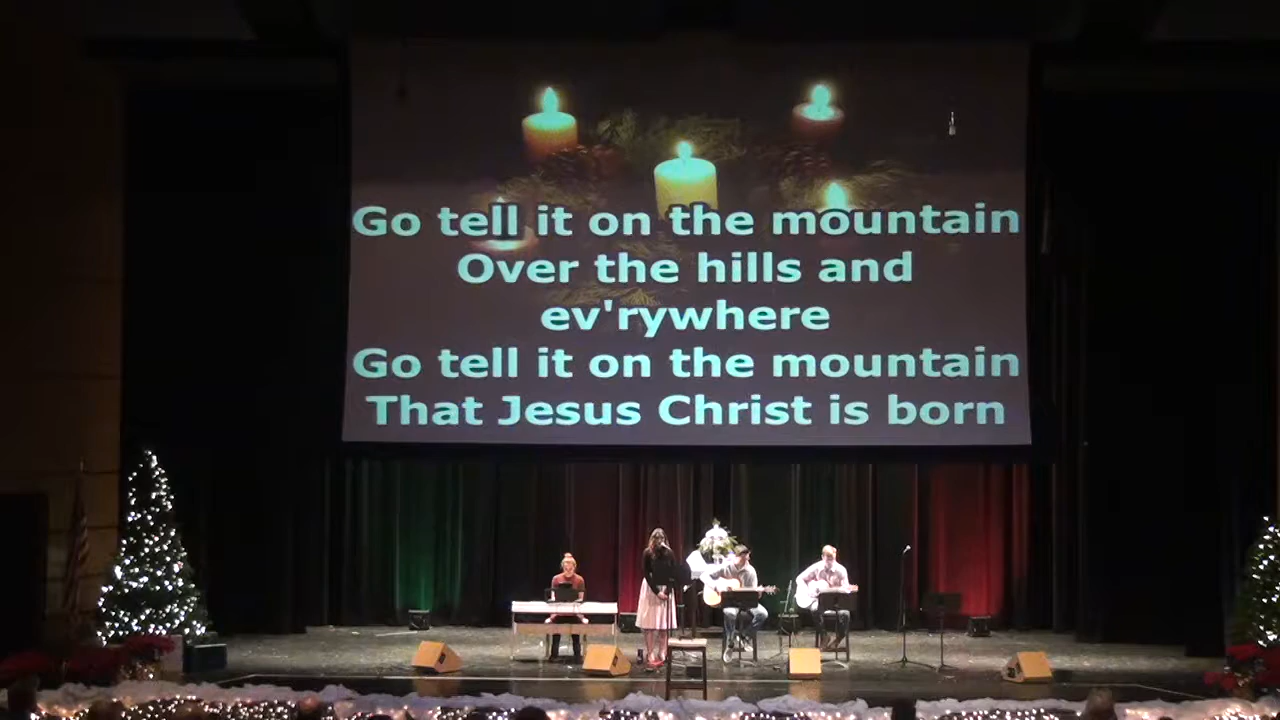 Go tell it on the mountain
Over the hills and
ev'rywhere
Go tell it on the mountain
That Jesus Christ is born